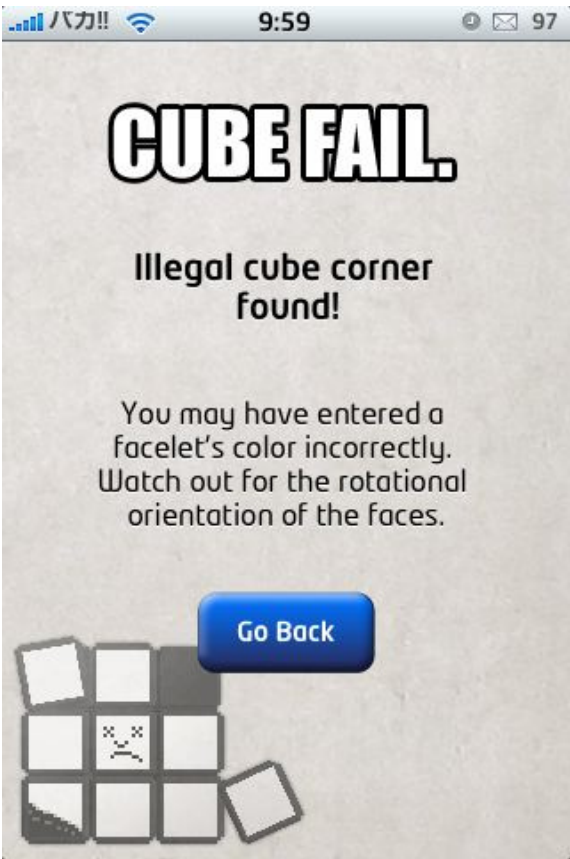 バカ!! 9:59 97
CUBE FAIL.
Illegal cube corner
found!
You may have entered a
facelet's color incorrectly.
Watch out for the rotational
orientation of the faces.
Go Back